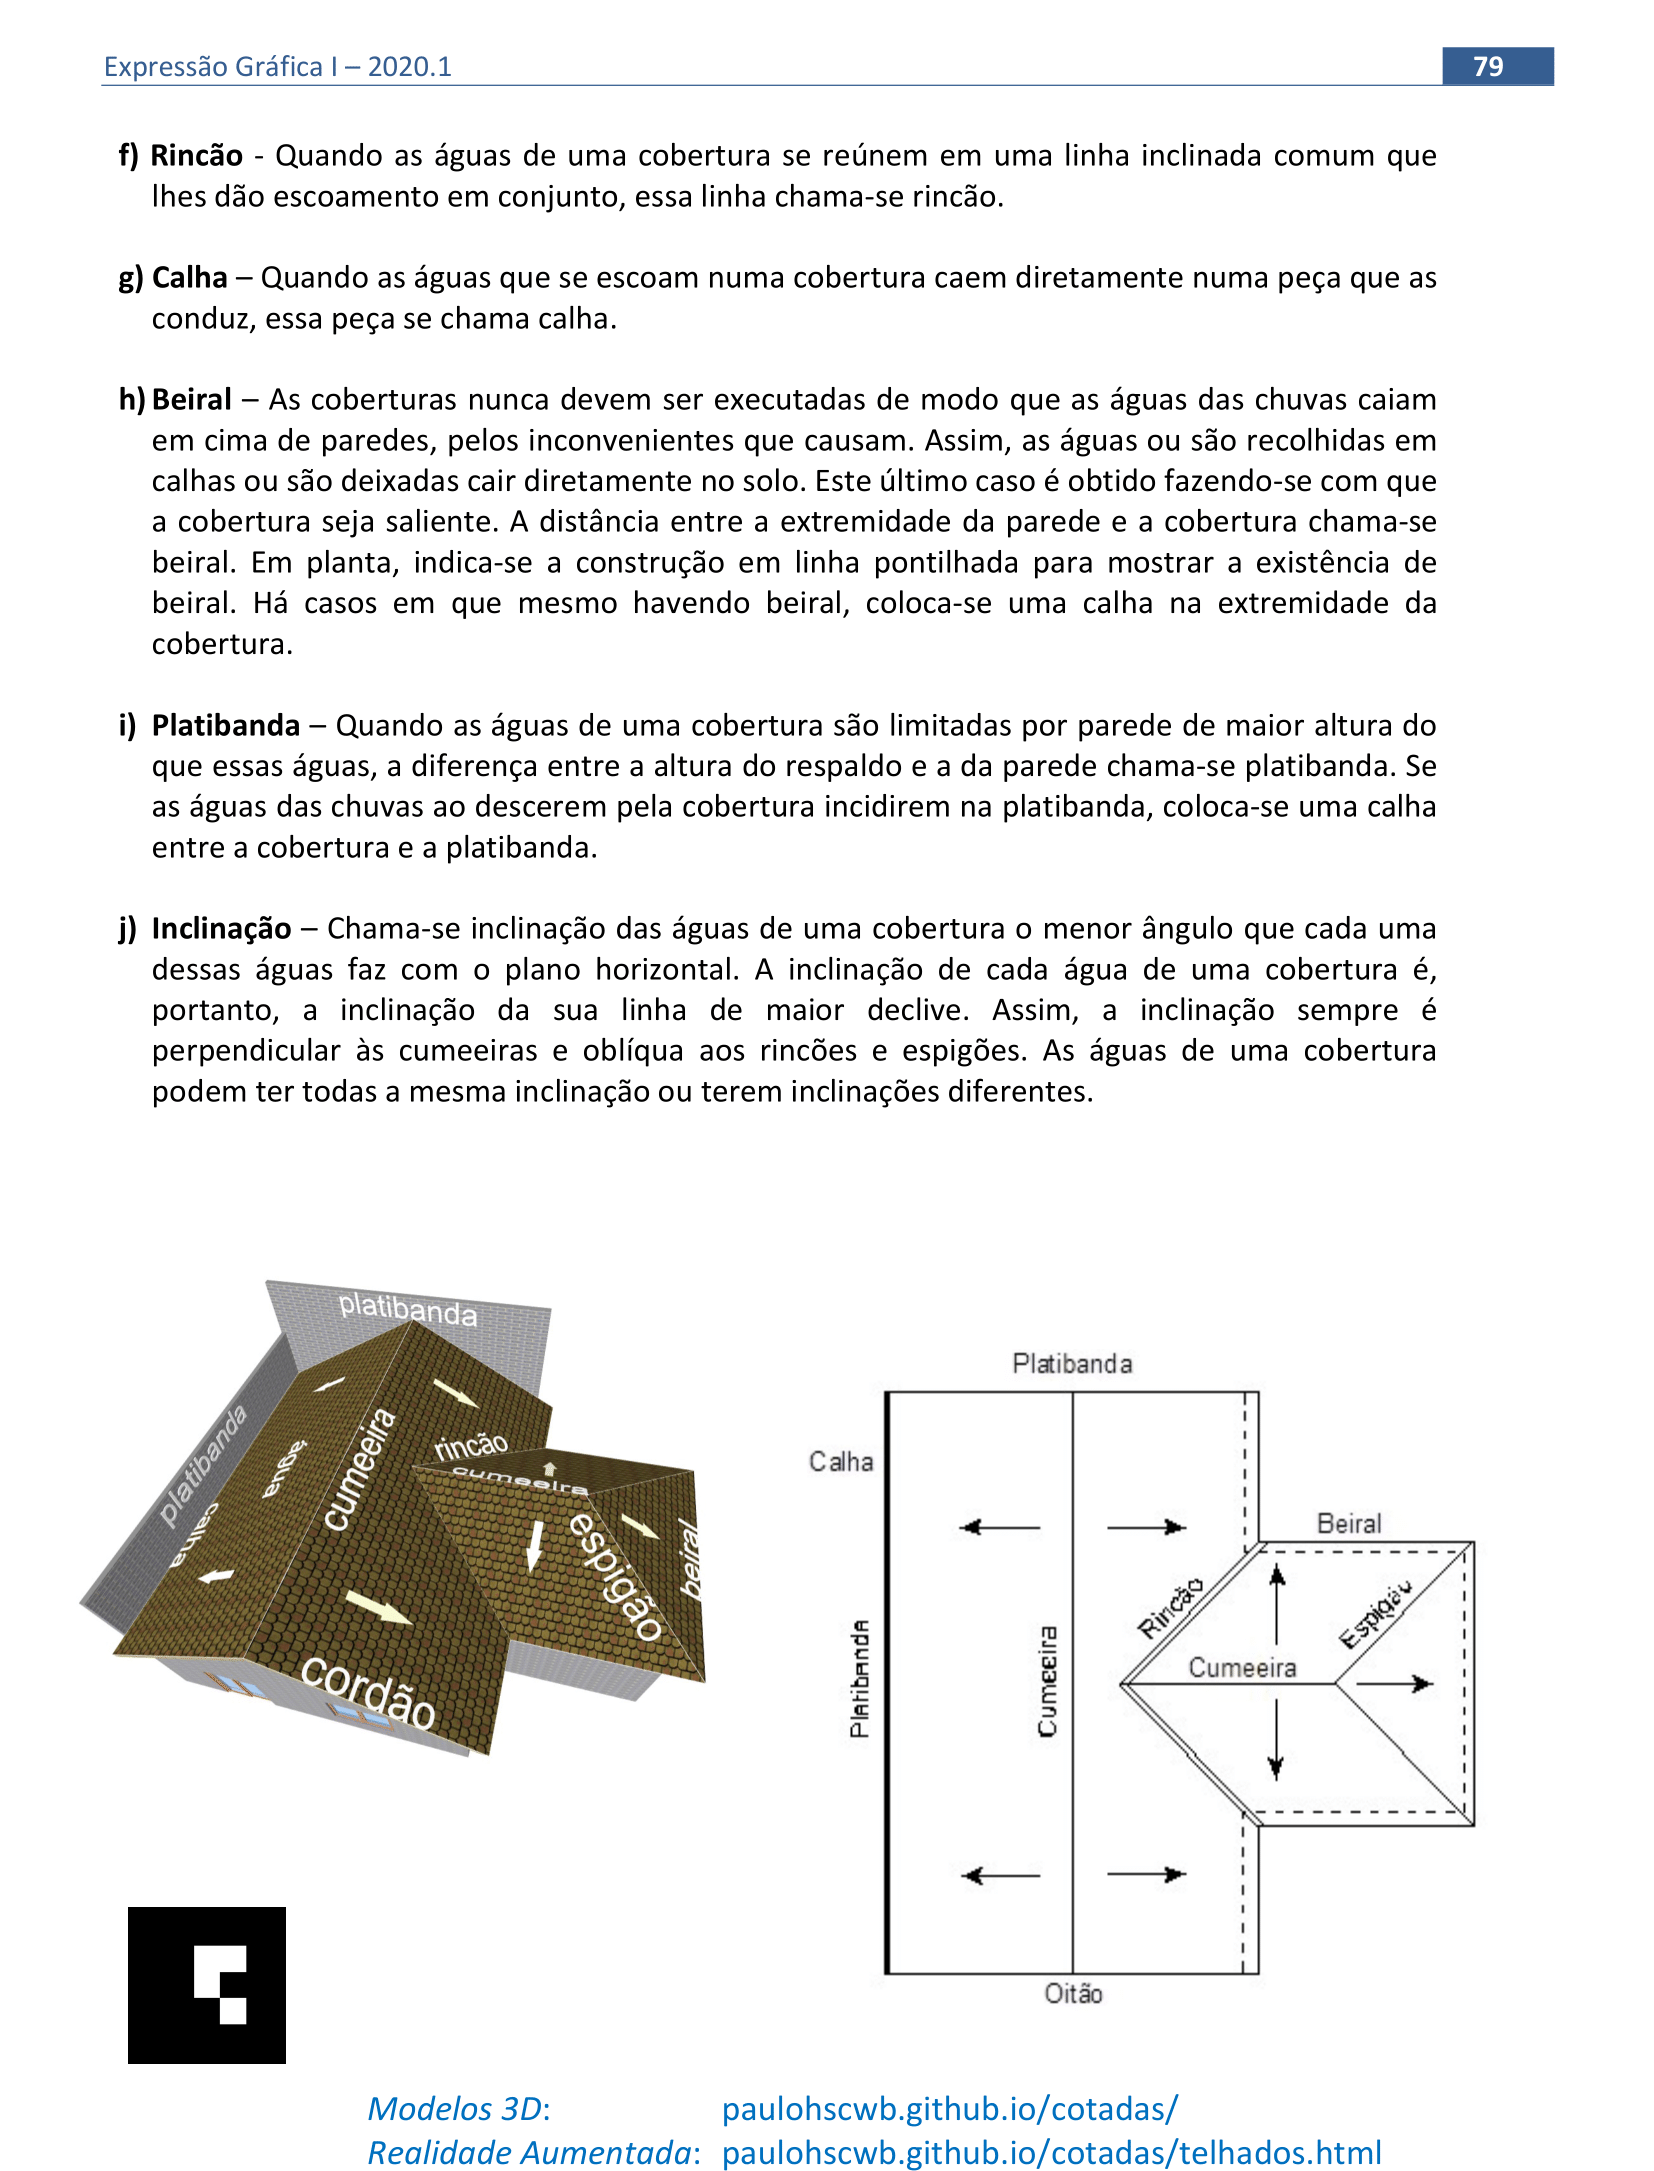 Expressão Gráfica I – 2020.1
79
f) Rincão - Quando as águas de uma cobertura se reúnem em uma linha inclinada comum que
lhes dão escoamento em conjunto, essa linha chama-se rincão.
g) Calha – Quando as águas que se escoam numa cobertura caem diretamente numa peça que as
conduz, essa peça se chama calha.
h) Beiral – As coberturas nunca devem ser executadas de modo que as águas das chuvas caiam
em cima de paredes, pelos inconvenientes que causam. Assim, as águas ou são recolhidas em
calhas ou são deixadas cair diretamente no solo. Este último caso é obtido fazendo-se com que
a cobertura seja saliente. A distância entre a extremidade da parede e a cobertura chama-se
beiral. Em planta, indica-se a construção em linha pontilhada para mostrar a existência de
beiral. Há casos em que mesmo havendo beiral, coloca-se uma calha na extremidade da
cobertura.
i) Platibanda – Quando as águas de uma cobertura são limitadas por parede de maior altura do
que essas águas, a diferença entre a altura do respaldo e a da parede chama-se platibanda. Se
as águas das chuvas ao descerem pela cobertura incidirem na platibanda, coloca-se uma calha
entre a cobertura e a platibanda.
j) Inclinação – Chama-se inclinação das águas de uma cobertura o menor ângulo que cada uma
dessas águas faz com o plano horizontal. A inclinação de cada água de uma cobertura é,
portanto, a inclinação da sua linha de maior declive. Assim, a inclinação sempre é
perpendicular às cumeeiras e oblíqua aos rincões e espigões. As águas de uma cobertura
podem ter todas a mesma inclinação ou terem inclinações diferentes.
platibanda
platibanda
água
calha
cumeeira
rincão
cumeeira
espigão
beiral
cordão
Platibanda
Calha
Beiral
Rincão
Espigão
Cumeeira
Platibanda
Cumeeira
Oitão
Modelos 3D: paulohscwb.github.io/cotadas/
Realidade Aumentada: paulohscwb.github.io/cotadas/telhados.html